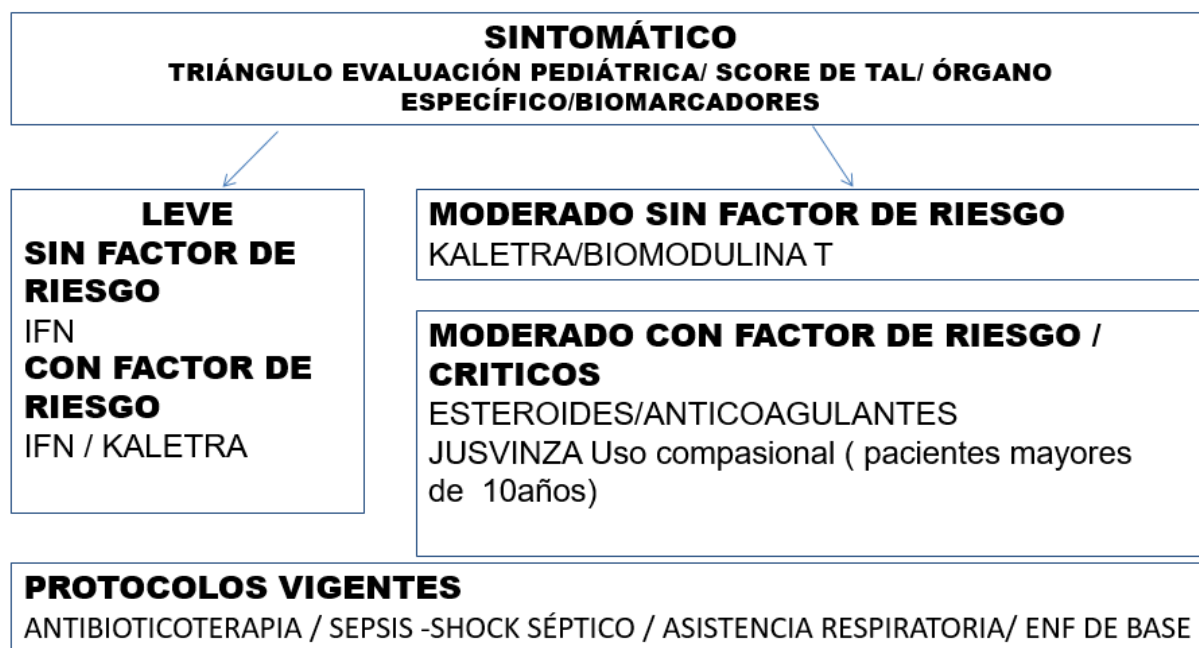 SINTOMÁTICO
TRIÁNGULO EVALUACIÓN PEDIÁTRICA/ SCORE DE TAL/ ÓRGANO
ESPECÍFICO/BIOMARCADORES
LEVE
SIN FACTOR DE
RIESGO
IFN
CON FACTOR DE
RIESGO
IFN / KALETRA
MODERADO SIN FACTOR DE RIESGO
KALETRA/BIOMODULINA T
MODERADO CON FACTOR DE RIESGO /
CRITICOS
ESTEROIDES/ANTICOAGULANTES
JUSVINZA Uso compasional ( pacientes mayores
de 10años)
PROTOCOLOS VIGENTES
ANTIBIOTICOTERAPIA / SEPSIS -SHOCK SÉPTICO / ASISTENCIA RESPIRATORIA/ ENF DE BASE